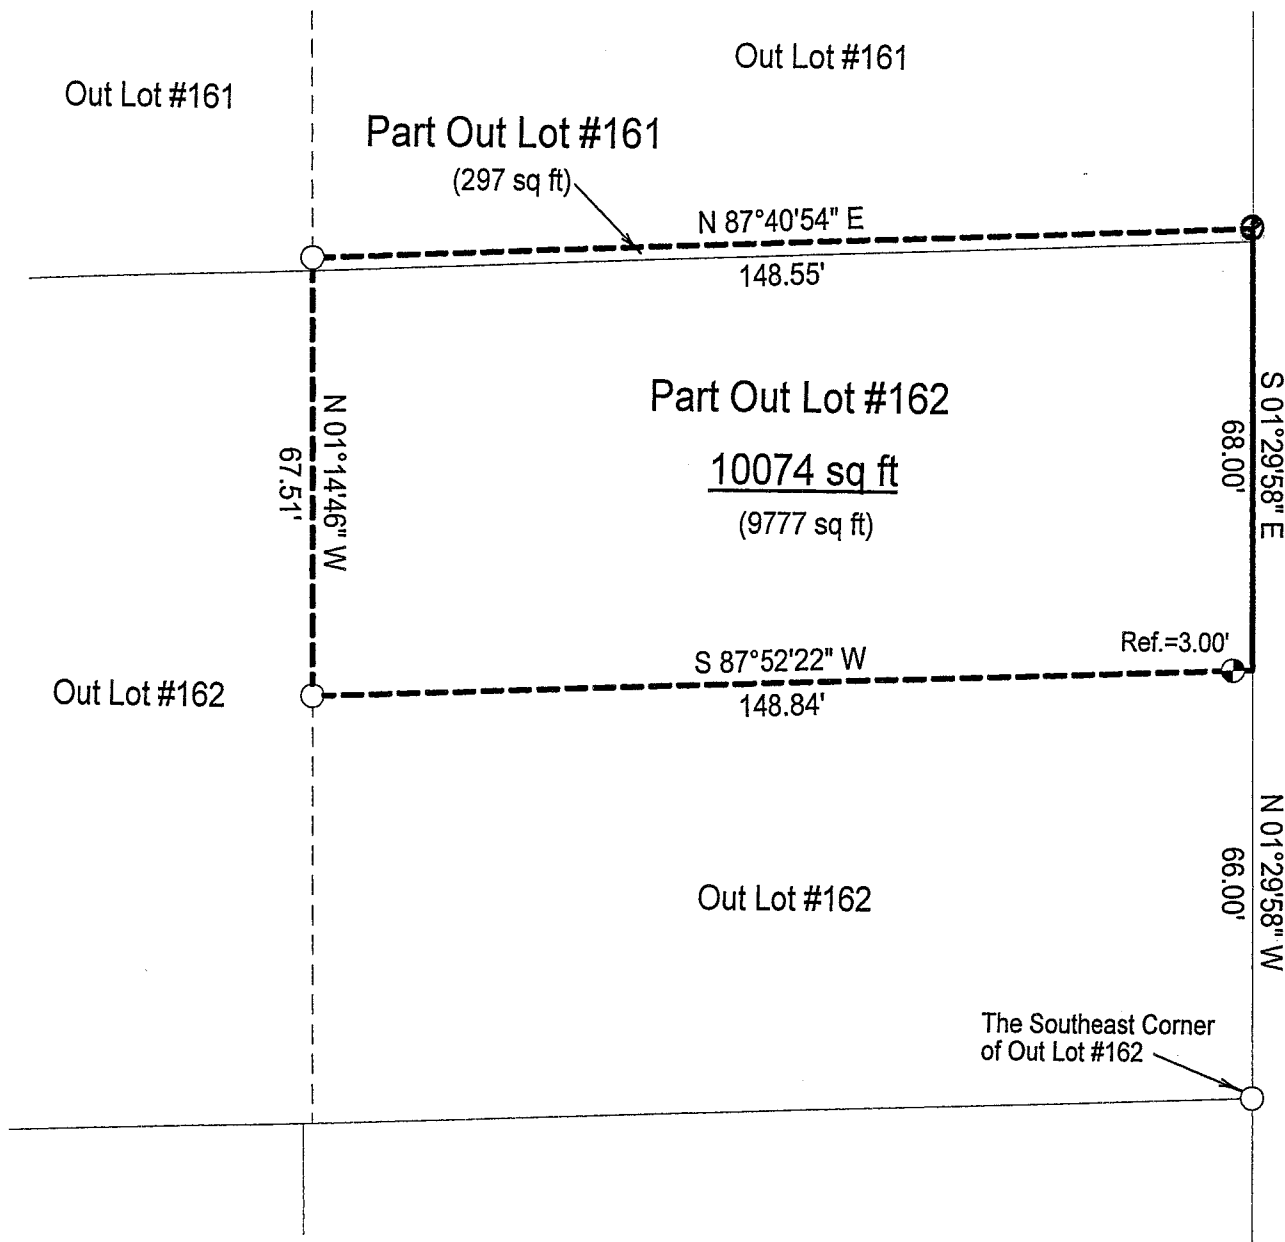 Out Lot #161
Out Lot #161
Part Out Lot #161
(297 sq ft)
N 87°40'54" E
148.55'
Part Out Lot #162
10074 sq ft
(9777 sq ft)
N 01°14'46" W
67.51'
S 01°29'58" E
68.00'
Ref.=3.00'
S 87°52'22" W
148.84'
Out Lot #162
N 01°29'58" W
66.00'
Out Lot #162
The Southeast Corner
of Out Lot #162